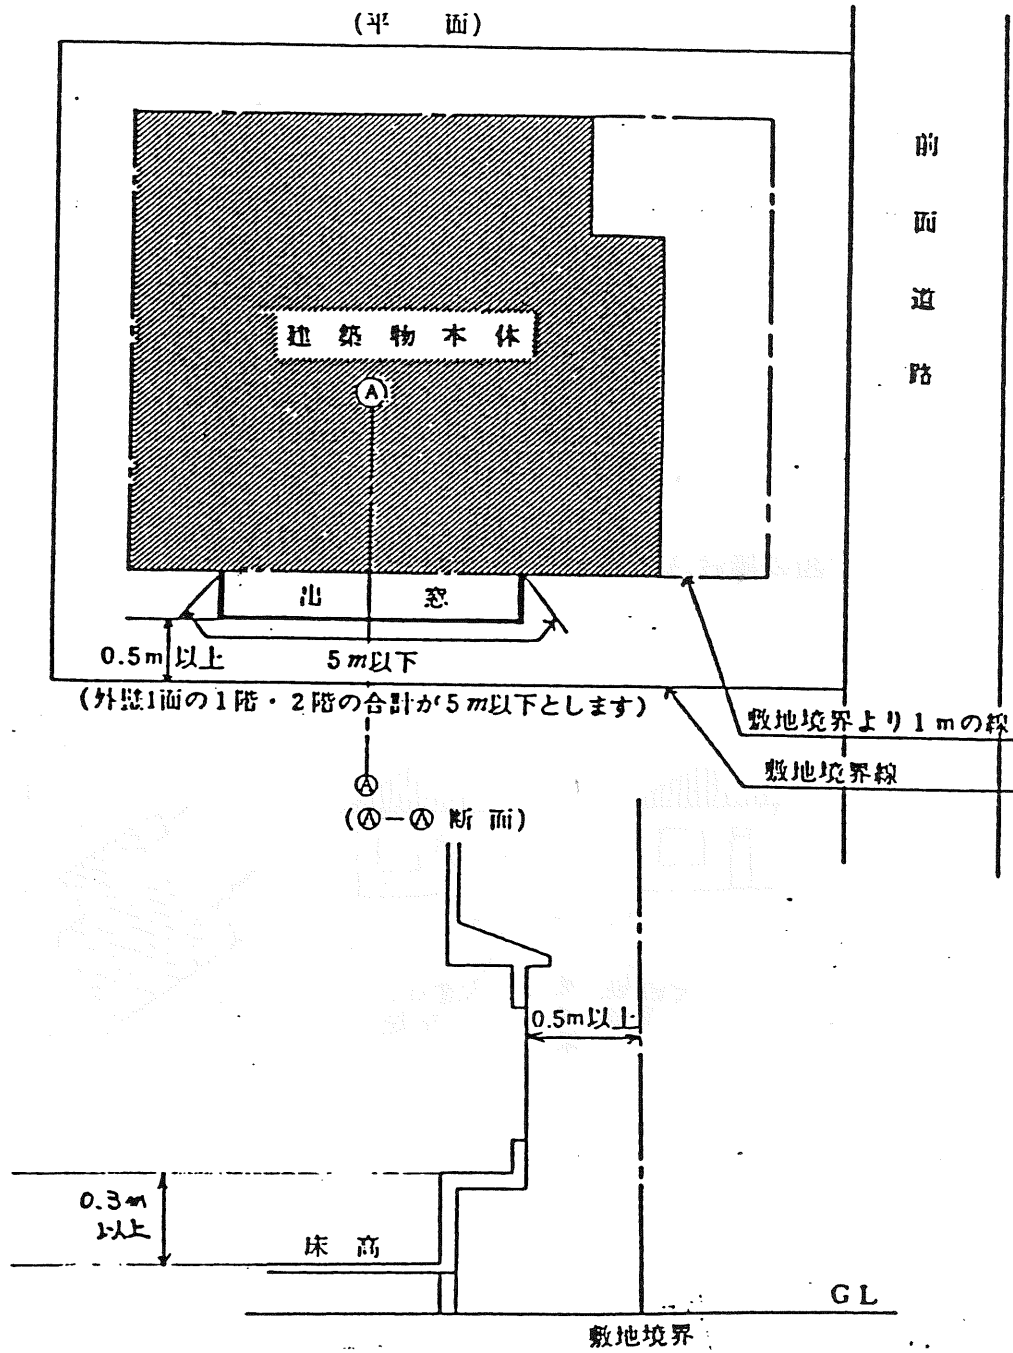 (平　面)
前面道路
建築物本体
A
出窓
0.5m以上
5m以下
(外壁1面の1階・2階の合計が5m以下とします)
敷地境界より1mの線
敷地境界線
A
(Ⓐ－Ⓐ 断面)
0.5m以上
0.3m
以上
床高
GL
敷地境界